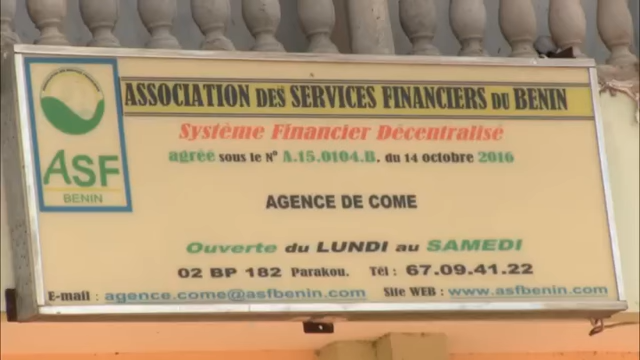 ASF
BENIN
ASSOCIATION DES SERVICES FINANCIERS DU BENIN
Système Financier Décentralisé
agréé sous le N° A.15.0104.B. du 14 octobre 2016
AGENCE DE COME
Ouverte du LUNDI au SAMEDI
02 BP 182 Parakou. Tél : 67.09.41.22
E-mail : agence.come@asfbenin.com Site WEB : www.asfbenin.com